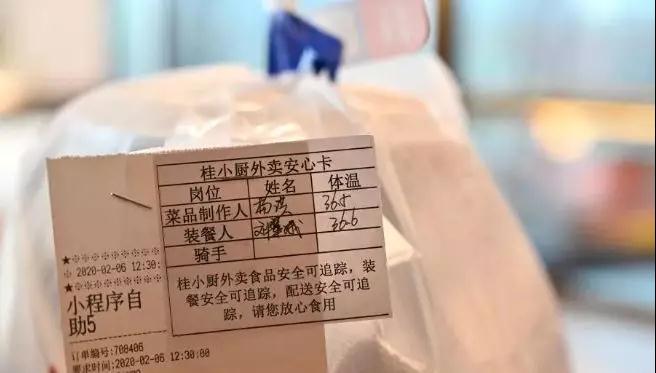 桂小厨外卖安心卡
岗位 姓名 体温
菜品制作人 36.5
装餐人 36.6
骑手
桂小厨外卖食品安全可追踪，装
餐安全可追踪，配送安全可追
踪，请您放心食用
2020-02-06 12:30:
小程序自
助5
订单编号:708406
要求时间:2020-02-06 12:30:00